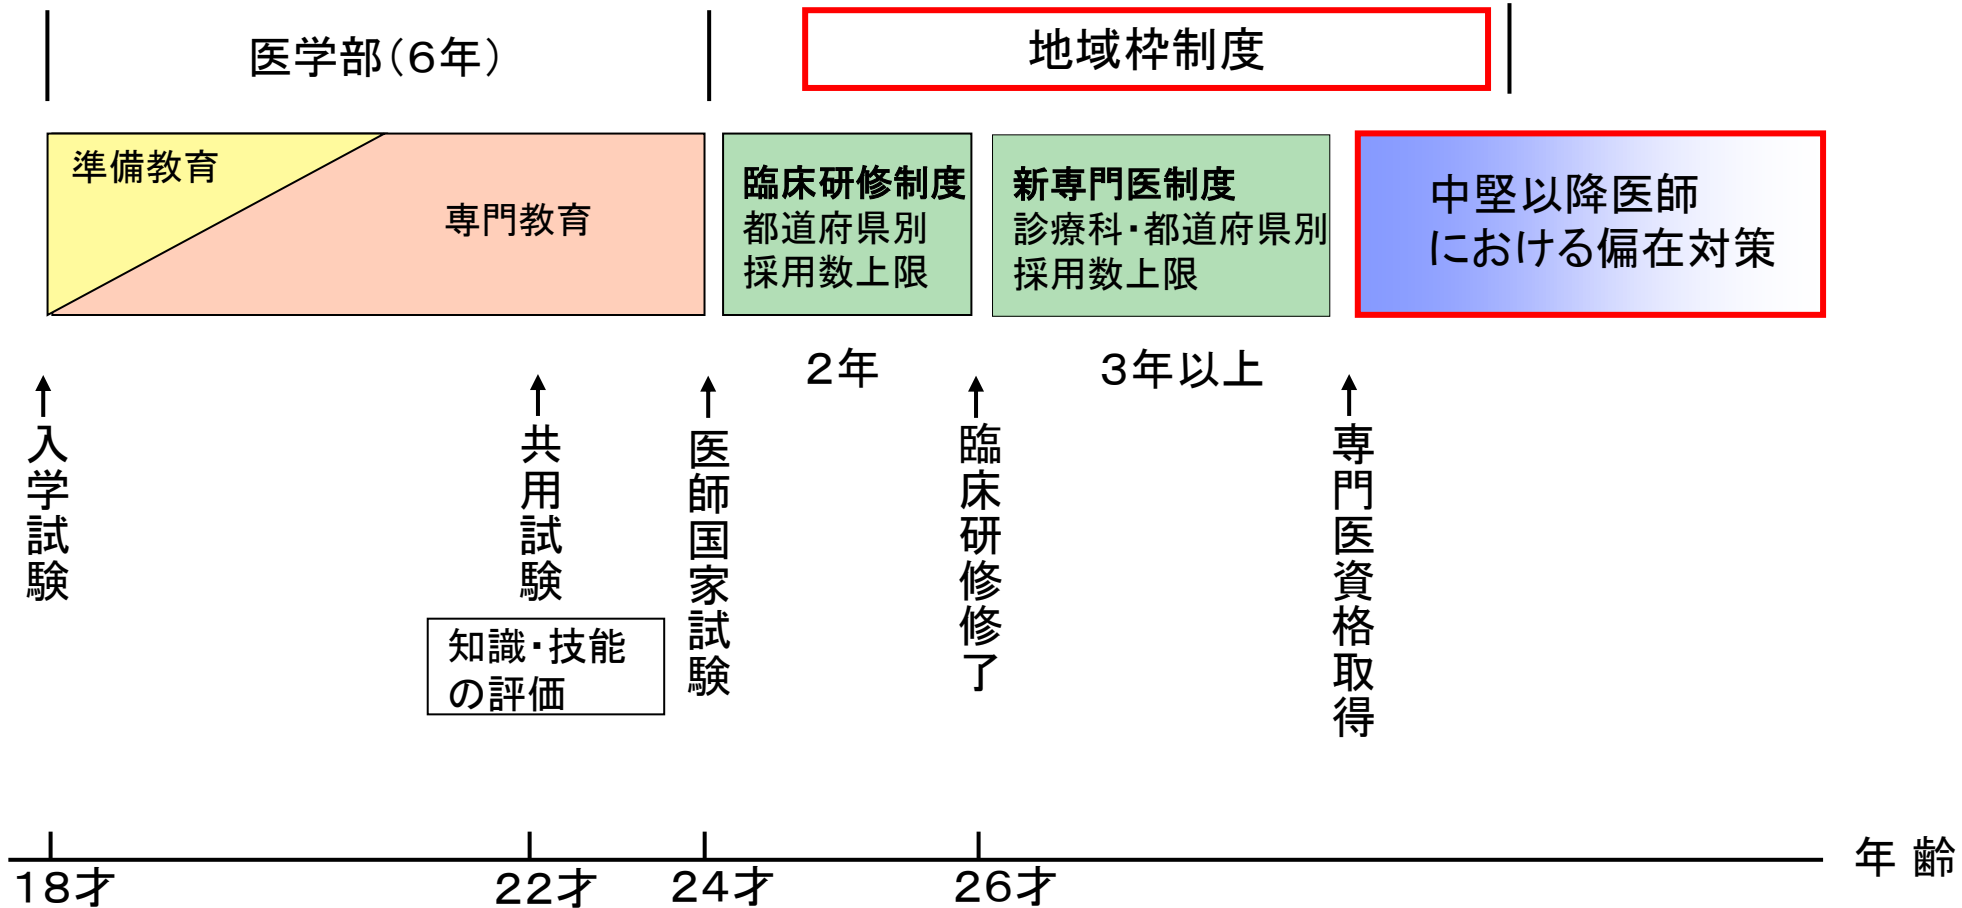 医学部(6年)
地域枠制度
準備教育
専門教育
臨床研修制度
都道府県別
採用数上限
新専門医制度
診療科・都道府県別
採用数上限
中堅以降医師
における偏在対策
2年
3年以上
入学試験
共用試験
知識・技能
の評価
医師国家試験
臨床研修修了
専門医資格取得
18才
22才
24才
26才
年齢